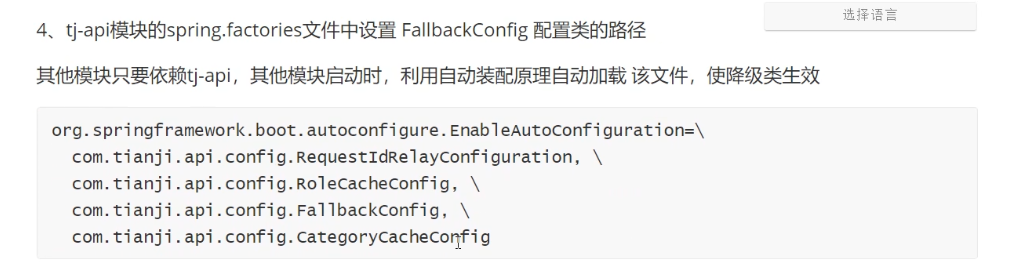 选择语言
4、tj-api模块的spring.factories文件中设置 FallbackConfig 配置类的路径
其他模块只要依赖tj-api，其他模块启动时，利用自动装配原理自动加载 该文件，使降级类生效
org.springframework.boot.autoconfigure.EnableAutoConfiguration=\
  com.tianji.api.config.RequestIdRelayConfiguration, \
  com.tianji.api.config.RoleCacheConfig, \
  com.tianji.api.config.FallbackConfig, \
  com.tianji.api.config.CategoryCacheConfig